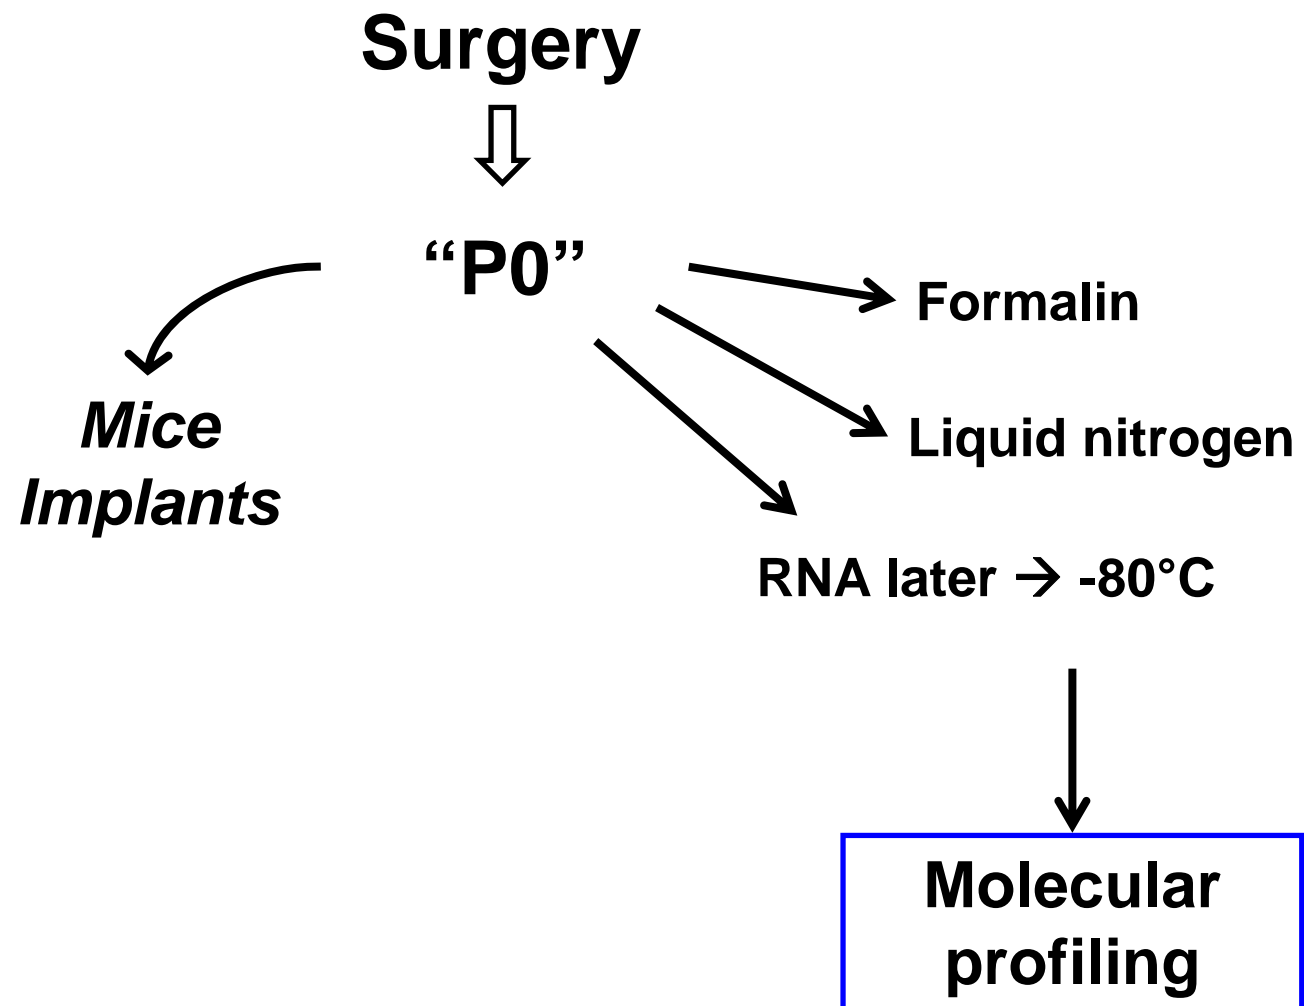 Surgery
“P0”
Formalin
Mice
Implants
Liquid nitrogen
RNA later → -80°C
Molecular
profiling